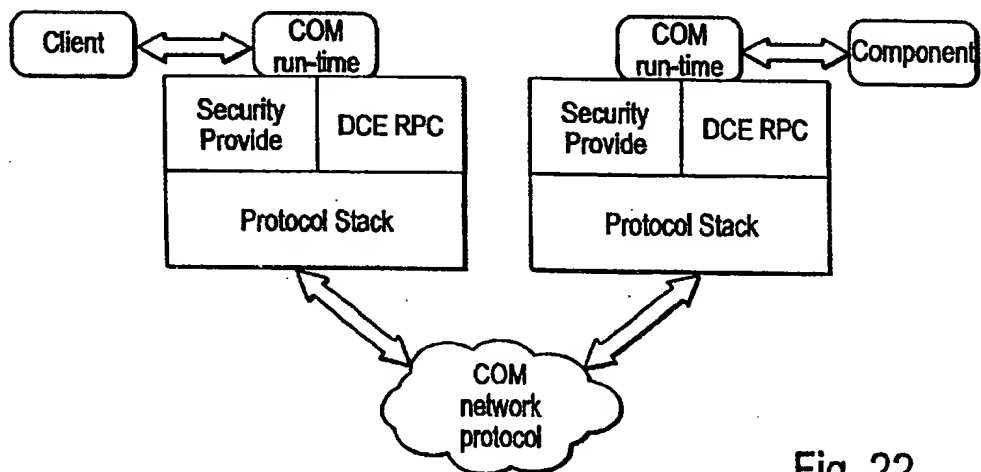 Client
COM
run-time
COM
run-time
Component
Security
Provide
DCE RPC
Security
Provide
DCE RPC
Protocol Stack
Protocol Stack
COM
network
protocol
Fig. 22